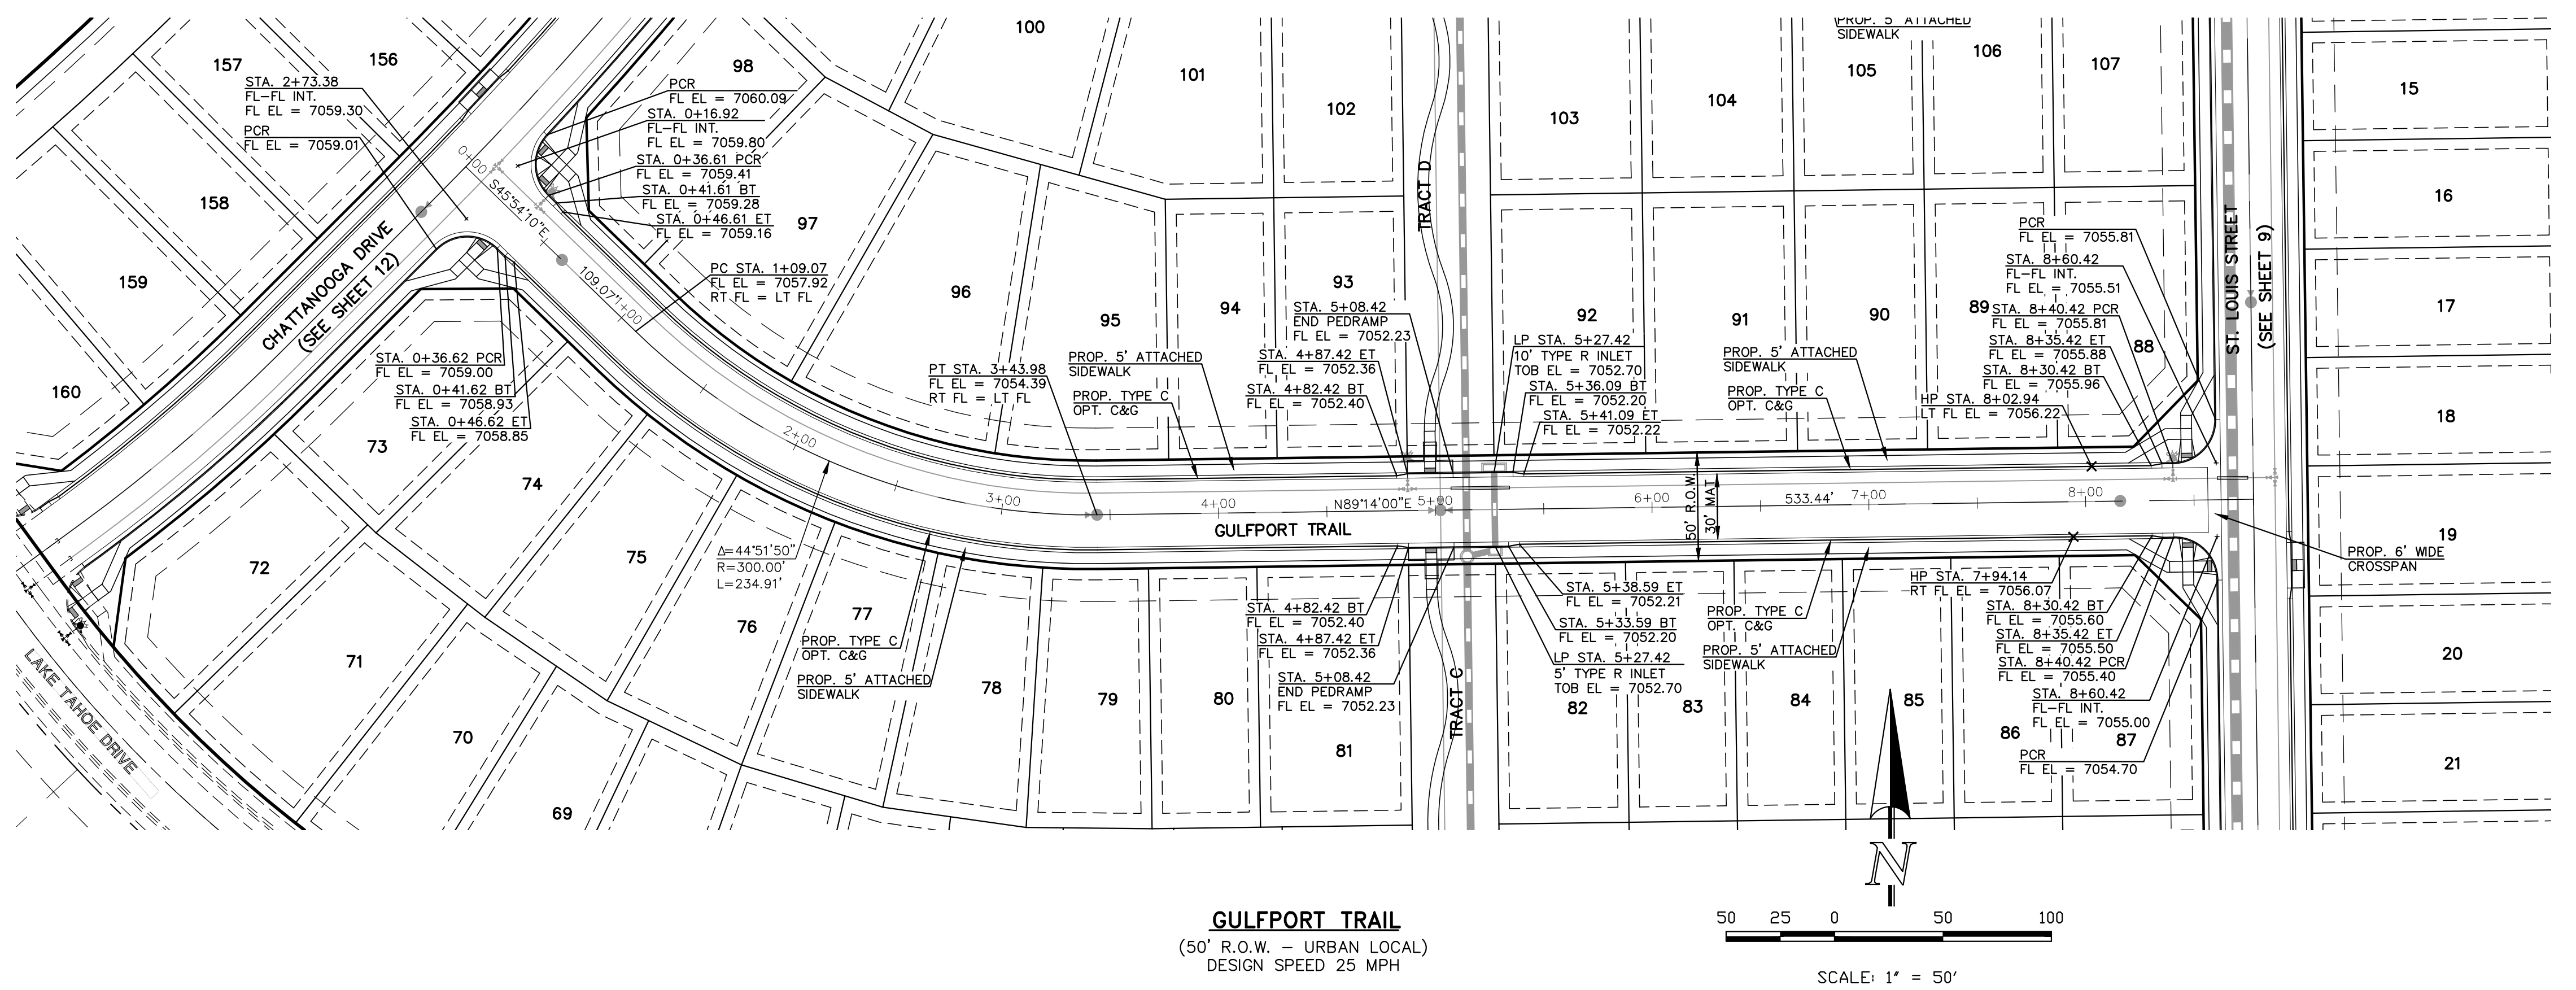 100
PROP. 5' ATTACHED
SIDEWALK
106
107
105
104
103
102
101
98
156
157
158
159
160
15
16
17
18
19
20
21
STA. 2+73.38
FL-FL INT.
FL EL = 7059.30
PCR
FL EL = 7059.01
PCR
FL EL = 7060.09
STA. 0+16.92
FL-FL INT.
FL EL = 7059.80
STA. 0+36.61 PCR
FL EL = 7059.41
STA. 0+41.61 BT
FL EL = 7059.28
STA. 0+46.61 ET
FL EL = 7059.16
97
96
95
94
93
92
91
90
89
88
0+00
S45°54'10"E
109.07'
1+00
CHATTANOOGA DRIVE
(SEE SHEET 12)
PC STA. 1+09.07
FL EL = 7057.92
RT FL = LT FL
STA. 0+36.62 PCR
FL EL = 7059.00
STA. 0+41.62 BT
FL EL = 7058.93
STA. 0+46.62 ET
FL EL = 7058.85
PT STA. 3+43.98
FL EL = 7054.39
RT FL = LT FL
PROP. 5' ATTACHED
SIDEWALK
PROP. TYPE C
OPT. C&G
STA. 5+08.42
END PEDRAMP
FL EL = 7052.23
STA. 4+87.42 ET
FL EL = 7052.36
STA. 4+82.42 BT
FL EL = 7052.40
TRACT D
LP STA. 5+27.42
10' TYPE R INLET
TOB EL = 7052.70
STA. 5+36.09 BT
FL EL = 7052.20
STA. 5+41.09 ET
FL EL = 7052.22
PROP. 5' ATTACHED
SIDEWALK
PROP. TYPE C
OPT. C&G
PCR
FL EL = 7055.81
STA. 8+60.42
FL-FL INT.
FL EL = 7055.51
STA. 8+40.42 PCR
FL EL = 7055.81
STA. 8+35.42 ET
FL EL = 7055.88
STA. 8+30.42 BT
FL EL = 7055.96
HP STA. 8+02.94
LT FL EL = 7056.22
ST. LOUIS STREET
(SEE SHEET 9)
2+00
3+00
4+00
N89°14'00"E
5+00
6+00
533.44'
7+00
8+00
GULFPORT TRAIL
50' R.O.W.
30' MAT
Δ=44°51'50"
R=300.00'
L=234.91'
PROP. TYPE C
OPT. C&G
PROP. 5' ATTACHED
SIDEWALK
STA. 4+82.42 BT
FL EL = 7052.40
STA. 4+87.42 ET
FL EL = 7052.36
STA. 5+08.42
END PEDRAMP
FL EL = 7052.23
TRACT C
STA. 5+38.59 ET
FL EL = 7052.21
STA. 5+33.59 BT
FL EL = 7052.20
LP STA. 5+27.42
5' TYPE R INLET
TOB EL = 7052.70
PROP. TYPE C
OPT. C&G
PROP. 5' ATTACHED
SIDEWALK
HP STA. 7+94.14
RT FL EL = 7056.07
STA. 8+30.42 BT
FL EL = 7055.60
STA. 8+35.42 ET
FL EL = 7055.50
STA. 8+40.42 PCR
FL EL = 7055.40
STA. 8+60.42
FL-FL INT.
FL EL = 7055.00
PCR
FL EL = 7054.70
PROP. 6' WIDE
CROSSPAN
73
74
75
72
71
70
69
76
77
78
79
80
81
82
83
84
85
86
87
LAKE TAHOE DRIVE
N
GULFPORT TRAIL
(50' R.O.W. – URBAN LOCAL)
DESIGN SPEED 25 MPH
50 25 0 50 100
SCALE: 1" = 50'